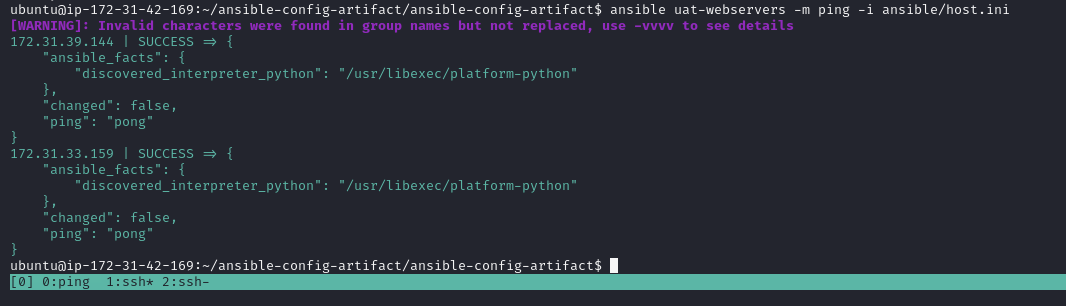 ubuntu@ip-172-31-42-169:~/ansible-config-artifact/ansible-config-artifact$ ansible uat-webservers -m ping -i ansible/host.ini
[WARNING]: Invalid characters were found in group names but not replaced, use -vvvv to see details
172.31.39.144 | SUCCESS => {
    "ansible_facts": {
        "discovered_interpreter_python": "/usr/libexec/platform-python"
    },
    "changed": false,
    "ping": "pong"
}
172.31.33.159 | SUCCESS => {
    "ansible_facts": {
        "discovered_interpreter_python": "/usr/libexec/platform-python"
    },
    "changed": false,
    "ping": "pong"
}
ubuntu@ip-172-31-42-169:~/ansible-config-artifact/ansible-config-artifact$
[0] 0:ping  1:ssh* 2:ssh-